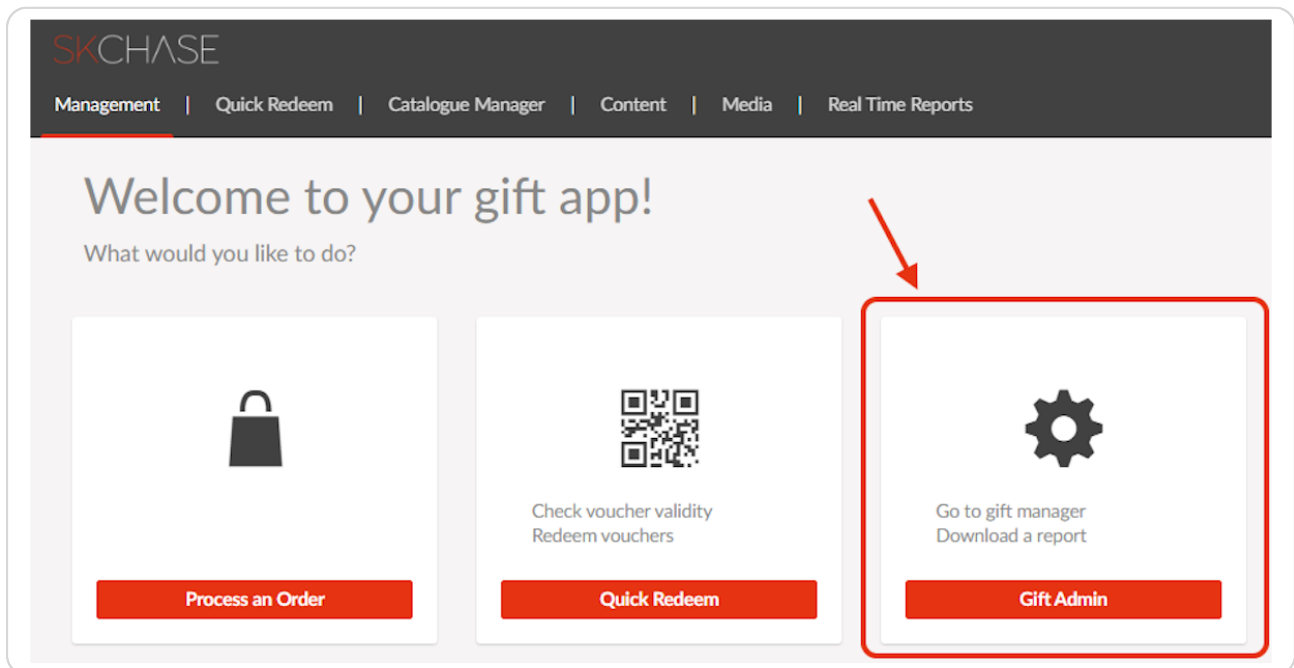 SKCHASE
Management | Quick Redeem | Catalogue Manager | Content | Media | Real Time Reports
Welcome to your gift app!
What would you like to do?
Check voucher validity
Redeem vouchers
Go to gift manager
Download a report
Process an Order
Quick Redeem
Gift Admin